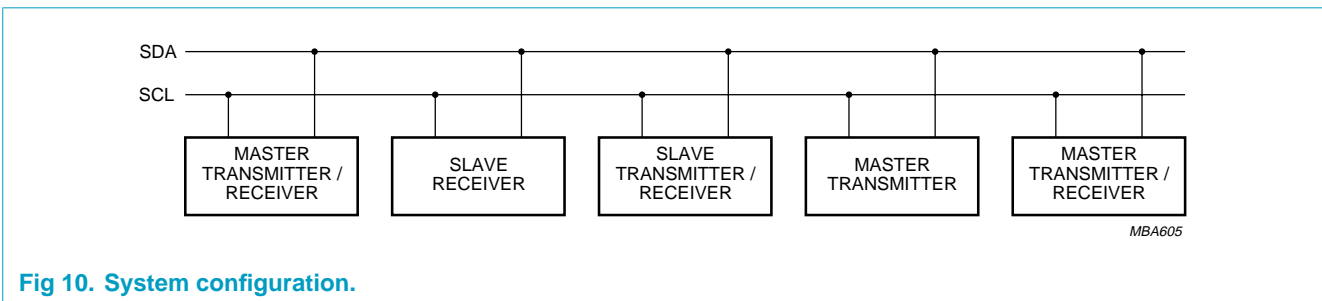 SDA
SCL
MASTER
TRANSMITTER /
RECEIVER
SLAVE
RECEIVER
SLAVE
TRANSMITTER /
RECEIVER
MASTER
TRANSMITTER
MASTER
TRANSMITTER /
RECEIVER
MBA605
Fig 10. System configuration.